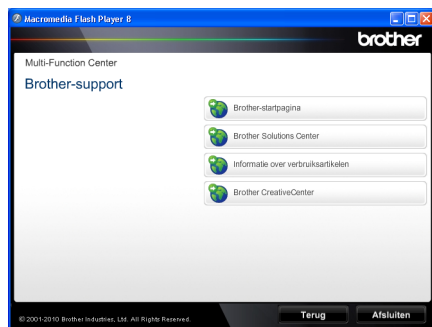 Macromedia Flash Player 8
brother
Multi-Function Center
Brother-support
Brother-startpagina
Brother Solutions Center
Informatie over verbruiksartikelen
Brother CreativeCenter
© 2001-2010 Brother Industries, Ltd. All Rights Reserved.
Terug
Afsluiten